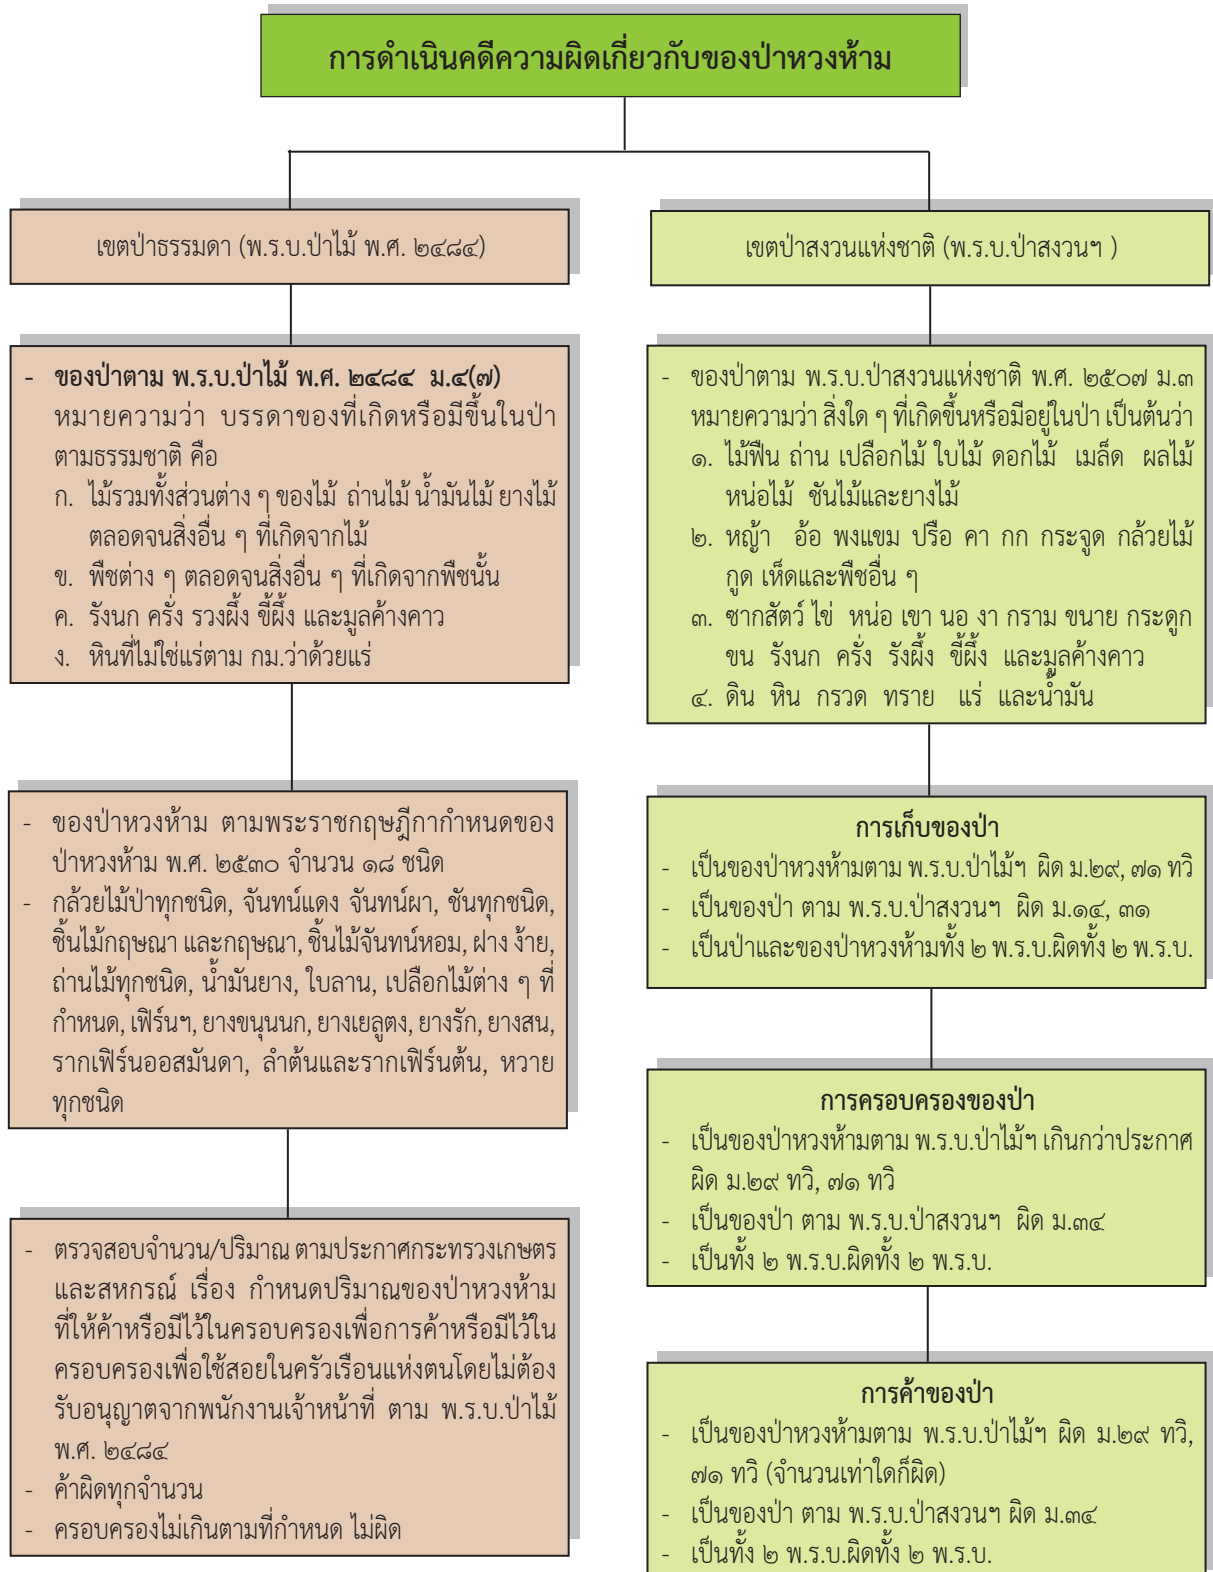 การดำเนินคดีความผิดเกี่ยวกับของป่าหวงห้าม
เขตป่าธรรมดา (พ.ร.บ.ป่าไม้ พ.ศ. ๒๔๘๔)
- ของป่าตาม พ.ร.บ.ป่าไม้ พ.ศ. ๒๔๘๔ ม.๔(๗)
หมายความว่า บรรดาของที่เกิดหรือมีขึ้นในป่า
ตามธรรมชาติ คือ
ก. ไม้รวมทั้งส่วนต่าง ๆ ของไม้ ถ่านไม้ น้ำมันไม้ ยางไม้
ตลอดจนสิ่งอื่น ๆ ที่เกิดจากไม้
ข. พืชต่าง ๆ ตลอดจนสิ่งอื่น ๆ ที่เกิดจากพืชนั้น
ค. รังนก ครั่ง รวงผึ้ง ขี้ผึ้ง และมูลค้างคาว
ง. หินที่ไม่ใช่แร่ตาม กม.ว่าด้วยแร่
- ของป่าหวงห้าม ตามพระราชกฤษฎีกากำหนดของ
ป่าหวงห้าม พ.ศ. ๒๕๓๐ จำนวน ๑๘ ชนิด
- กล้วยไม้ป่าทุกชนิด, จันทน์แดง จันทน์ผา, ชันทุกชนิด,
ชิ้นไม้กฤษณา และกฤษณา, ชิ้นไม้จันทน์หอม, ฝาง ง้าย,
ถ่านไม้ทุกชนิด, น้ำมันยาง, ใบลาน, เปลือกไม้ต่าง ๆ ที่
กำหนด, เฟิร์นฯ, ยางขนุนนก, ยางเยลูตง, ยางรัก, ยางสน,
รากเฟิร์นออสมันดา, ลำต้นและรากเฟิร์นต้น, หวาย
ทุกชนิด
- ตรวจสอบจำนวน/ปริมาณ ตามประกาศกระทรวงเกษตร
และสหกรณ์ เรื่อง กำหนดปริมาณของป่าหวงห้าม
ที่ให้ค้าหรือมีไว้ในครอบครองเพื่อการค้าหรือมีไว้ใน
ครอบครองเพื่อใช้สอยในครัวเรือนแห่งตนโดยไม่ต้อง
รับอนุญาตจากพนักงานเจ้าหน้าที่ ตาม พ.ร.บ.ป่าไม้
พ.ศ. ๒๔๘๔
- ค้าผิดทุกจำนวน
- ครอบครองไม่เกินตามที่กำหนด ไม่ผิด
เขตป่าสงวนแห่งชาติ (พ.ร.บ.ป่าสงวนฯ )
- ของป่าตาม พ.ร.บ.ป่าสงวนแห่งชาติ พ.ศ. ๒๕๐๗ ม.๓
หมายความว่า สิ่งใด ๆ ที่เกิดขึ้นหรือมีอยู่ในป่า เป็นต้นว่า
๑. ไม้ฟืน ถ่าน เปลือกไม้ ใบไม้ ดอกไม้ เมล็ด ผลไม้
หน่อไม้ ชันไม้และยางไม้
๒. หญ้า อ้อ พงแขม ปรือ คา กก กระจูด กล้วยไม้
กูด เห็ดและพืชอื่น ๆ
๓. ซากสัตว์ ไข่ หน่อ เขา นอ งา กราม ขนาย กระดูก
ขน รังนก ครั่ง รังผึ้ง ขี้ผึ้ง และมูลค้างคาว
๔. ดิน หิน กรวด ทราย แร่ และน้ำมัน
การเก็บของป่า
- เป็นของป่าหวงห้ามตาม พ.ร.บ.ป่าไม้ฯ ผิด ม.๒๙, ๗๑ ทวิ
- เป็นของป่า ตาม พ.ร.บ.ป่าสงวนฯ ผิด ม.๑๔, ๓๑
- เป็นป่าและของป่าหวงห้ามทั้ง ๒ พ.ร.บ.ผิดทั้ง ๒ พ.ร.บ.
การครอบครองของป่า
- เป็นของป่าหวงห้ามตาม พ.ร.บ.ป่าไม้ฯ เกินกว่าประกาศ
ผิด ม.๒๙ ทวิ, ๗๑ ทวิ
- เป็นของป่า ตาม พ.ร.บ.ป่าสงวนฯ ผิด ม.๓๔
- เป็นทั้ง ๒ พ.ร.บ.ผิดทั้ง ๒ พ.ร.บ.
การค้าของป่า
- เป็นของป่าหวงห้ามตาม พ.ร.บ.ป่าไม้ฯ ผิด ม.๒๙ ทวิ,
๗๑ ทวิ (จำนวนเท่าใดก็ผิด)
- เป็นของป่า ตาม พ.ร.บ.ป่าสงวนฯ ผิด ม.๓๔
- เป็นทั้ง ๒ พ.ร.บ.ผิดทั้ง ๒ พ.ร.บ.